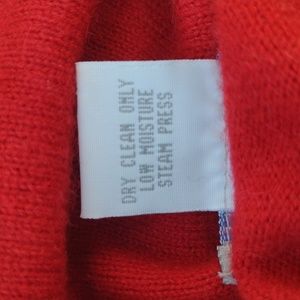 DRY CLEAN ONLY
LOW MOISTURE
STEAM PRESS